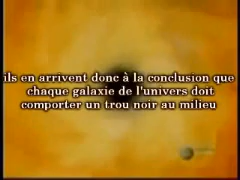 ils en arrivent donc à la conclusion que
chaque galaxie de l'univers doit
comporter un trou noir au milieu